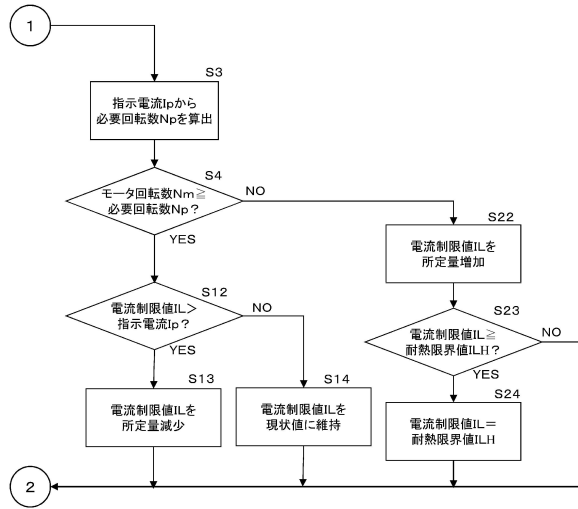 1
S3
指示電流Ipから
必要回転数Npを算出
S4
モータ回転数Nm≧
必要回転数Np?
NO
YES
S22
電流制限値ILを
所定量増加
S12
電流制限値IL>
指示電流Ip?
NO
YES
S23
電流制限値IL≧
耐熱限界値ILH?
NO
YES
S13
電流制限値ILを
所定量減少
S14
電流制限値ILを
現状値に維持
S24
電流制限値IL=
耐熱限界値ILH
2